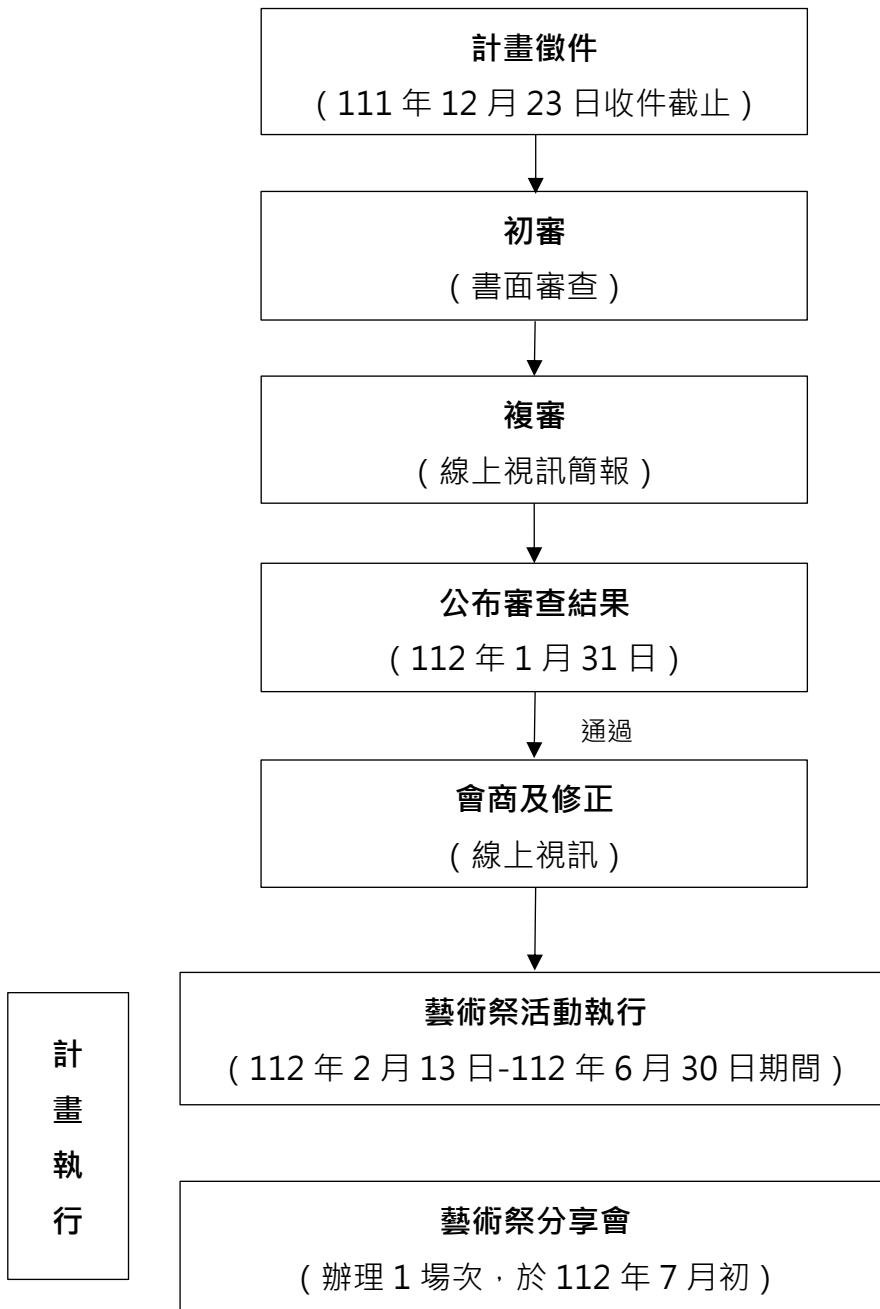 計畫徵件
( 111 年 12 月 23 日收件截止 )
初審
( 書面審查 )
複審
( 線上視訊簡報 )
公布審查結果
( 112 年 1 月 31 日 )
通過
會商及修正
( 線上視訊 )
計
畫
執
行
藝術祭活動執行
( 112 年 2 月 13 日-112 年 6 月 30 日期間 )
藝術祭分享會
( 辦理 1 場次，於 112 年 7 月初 )